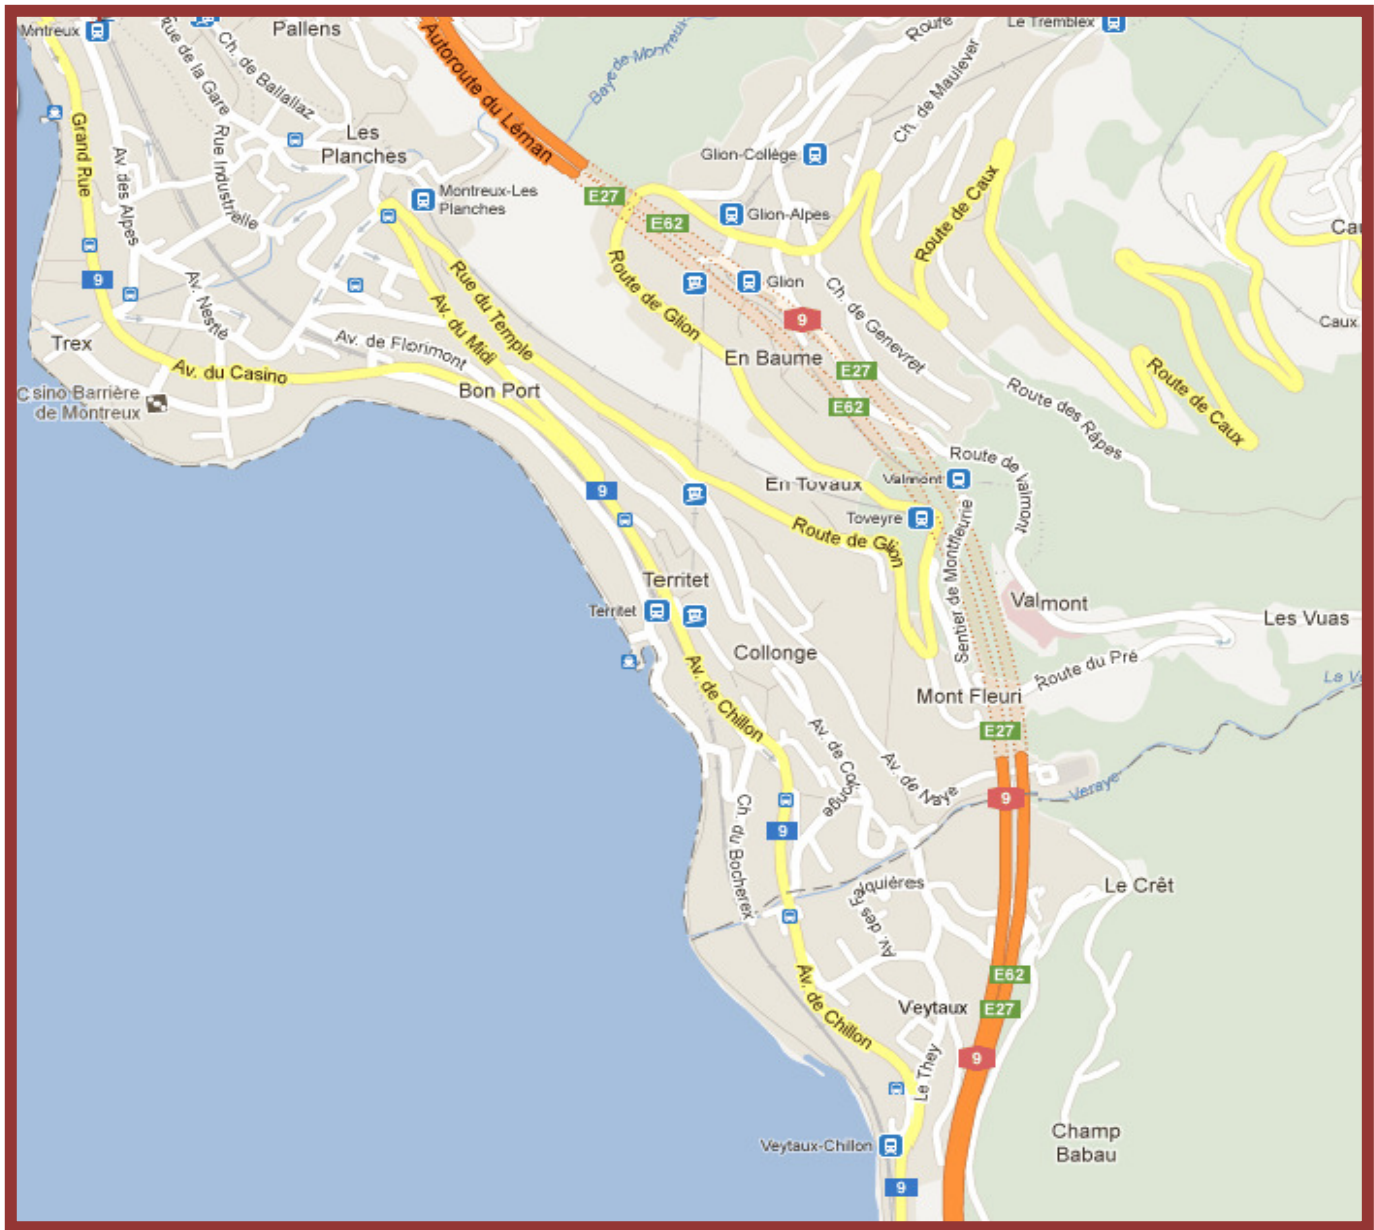 Montreux
Pallens
Le Tremblex
Route
Rue de la Gare
Ch. de Ballallaz
Autoroute du Léman
Baye de Montreux
Ch. de Maulever
Grand Rue
Av. des Alpes
Rue Industrielle
Les
Planches
Glion-Collège
Montreux-Les
Planches
E27
E62
Glion-Alpes
Route de Caux
Cau
9
Av. Nestlé
Rue du Temple
Av. du Midi
Route de Glion
Glion
9
Ch. de Genevret
Caux
Trex
Av. de Florimont
En Baume
E27
E62
Av. du Casino
Bon Port
C sino Barrière
de Montreux
Route des Râpes
Route de Caux
9
En Tovaux
Valmont
Route de Valmont
Toveyre
Route de Glion
Sentier de Montfleurie
Territet
Territet
Valmont
Les Vuas
Collonge
Route du Pré
Mont Fleuri
La V
Av. de Chillon
E27
Av. de Collonge
Av. de Naye
9
Veraye
9
Ch. du Bocherex
quières
Av. des F
Le Crêt
E62
Av. de Chillon
Veytaux
E27
9
Le They
Veytaux-Chillon
Champ
Babau
9